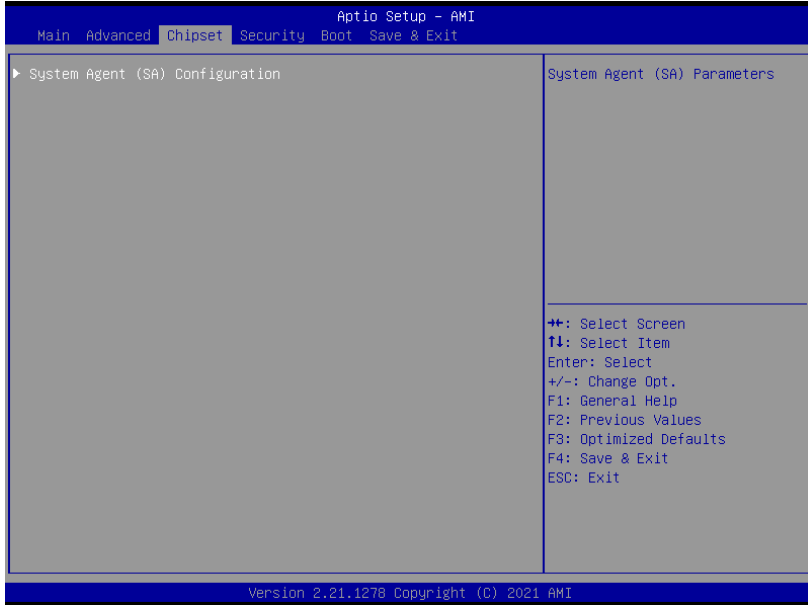 Aptio Setup – AMI
Main Advanced Chipset Security Boot Save & Exit
▶ System Agent (SA) Configuration
System Agent (SA) Parameters
→←: Select Screen
↑↓: Select Item
Enter: Select
+/-: Change Opt.
F1: General Help
F2: Previous Values
F3: Optimized Defaults
F4: Save & Exit
ESC: Exit
Version 2.21.1278 Copyright (C) 2021 AMI